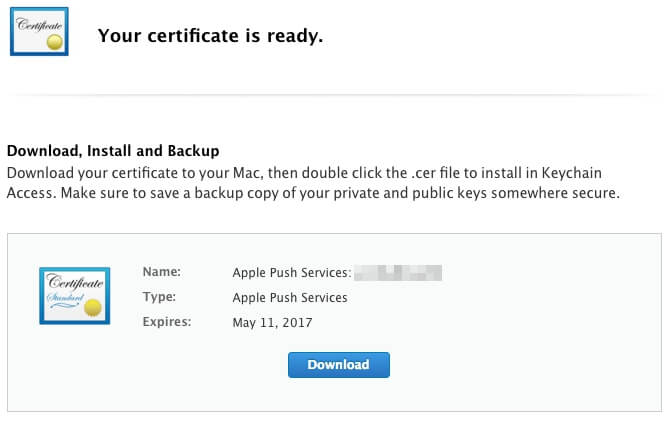 Certificate
Your certificate is ready.
Download, Install and Backup
Download your certificate to your Mac, then double click the .cer file to install in Keychain
Access. Make sure to save a backup copy of your private and public keys somewhere secure.
Certificate
Standard
Name: Apple Push Services:
Type: Apple Push Services
Expires: May 11, 2017
Download